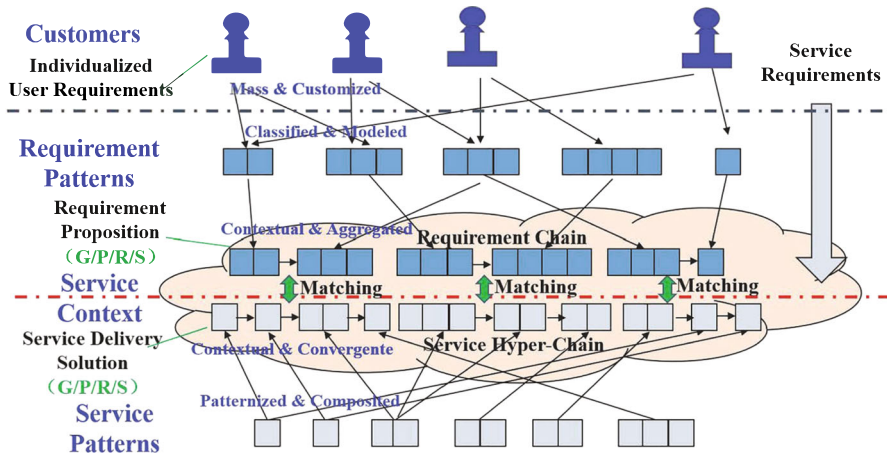 Customers
Individualized
User Requirements
Service
Requirements
Mass & Customized
Classified & Modeled
Requirement
Patterns
Requirement
Proposition
（G/P/R/S）
Contextual & Aggregated
Requirement Chain
Service
Matching
Matching
Matching
Context
Service Delivery
Solution
（G/P/R/S）
Contextual & Convergente
Service Hyper-Chain
Patternized & Composited
Service
Patterns